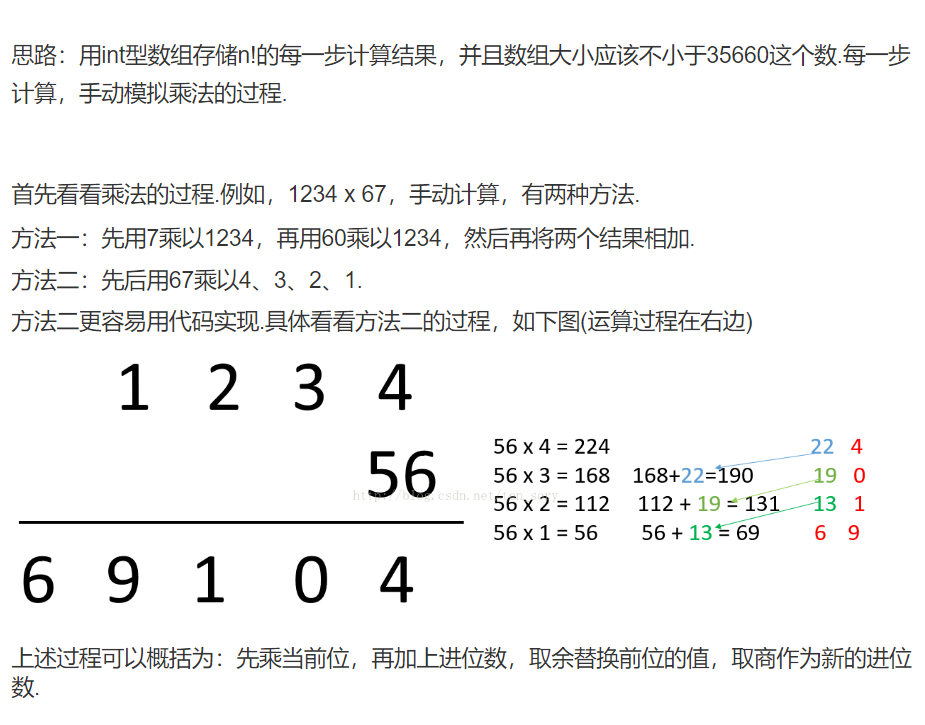 思路：用int型数组存储n!的每一步计算结果，并且数组大小应该不小于35660这个数.每一步
计算，手动模拟乘法的过程.
首先看看乘法的过程.例如，1234 x 67，手动计算，有两种方法.
方法一：先用7乘以1234，再用60乘以1234，然后再将两个结果相加.
方法二：先后用67乘以4、3、2、1.
方法二更容易用代码实现.具体看看方法二的过程，如下图(运算过程在右边)
1 2 3 4
56
6 9 1 0 4
56 x 4 = 224 22 4
56 x 3 = 168 168+22=190 19 0
56 x 2 = 112 112 + 19 = 131 13 1
56 x 1 = 56 56 + 13 = 69 6 9
上述过程可以概括为：先乘当前位，再加上进位数，取余替换前位的值，取商作为新的进位
数.